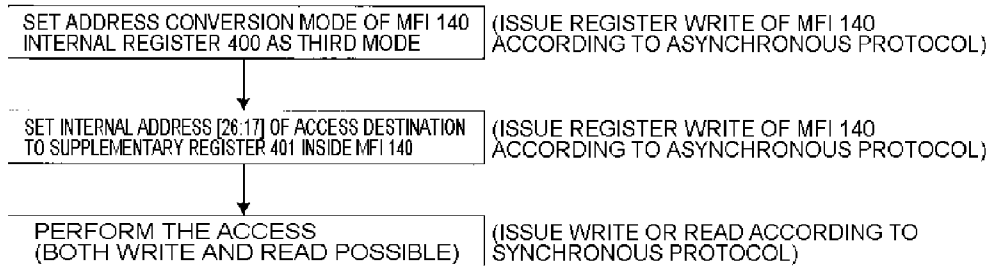 SET ADDRESS CONVERSION MODE OF MFI 140
INTERNAL REGISTER 400 AS THIRD MODE
(ISSUE REGISTER WRITE OF MFI 140
ACCORDING TO ASYNCHRONOUS PROTOCOL)
SET INTERNAL ADDRESS [26:17] OF ACCESS DESTINATION
TO SUPPLEMENTARY REGISTER 401 INSIDE MFI 140
(ISSUE REGISTER WRITE OF MFI 140
ACCORDING TO ASYNCHRONOUS PROTOCOL)
PERFORM THE ACCESS
(BOTH WRITE AND READ POSSIBLE)
(ISSUE WRITE OR READ ACCORDING TO
SYNCHRONOUS PROTOCOL)